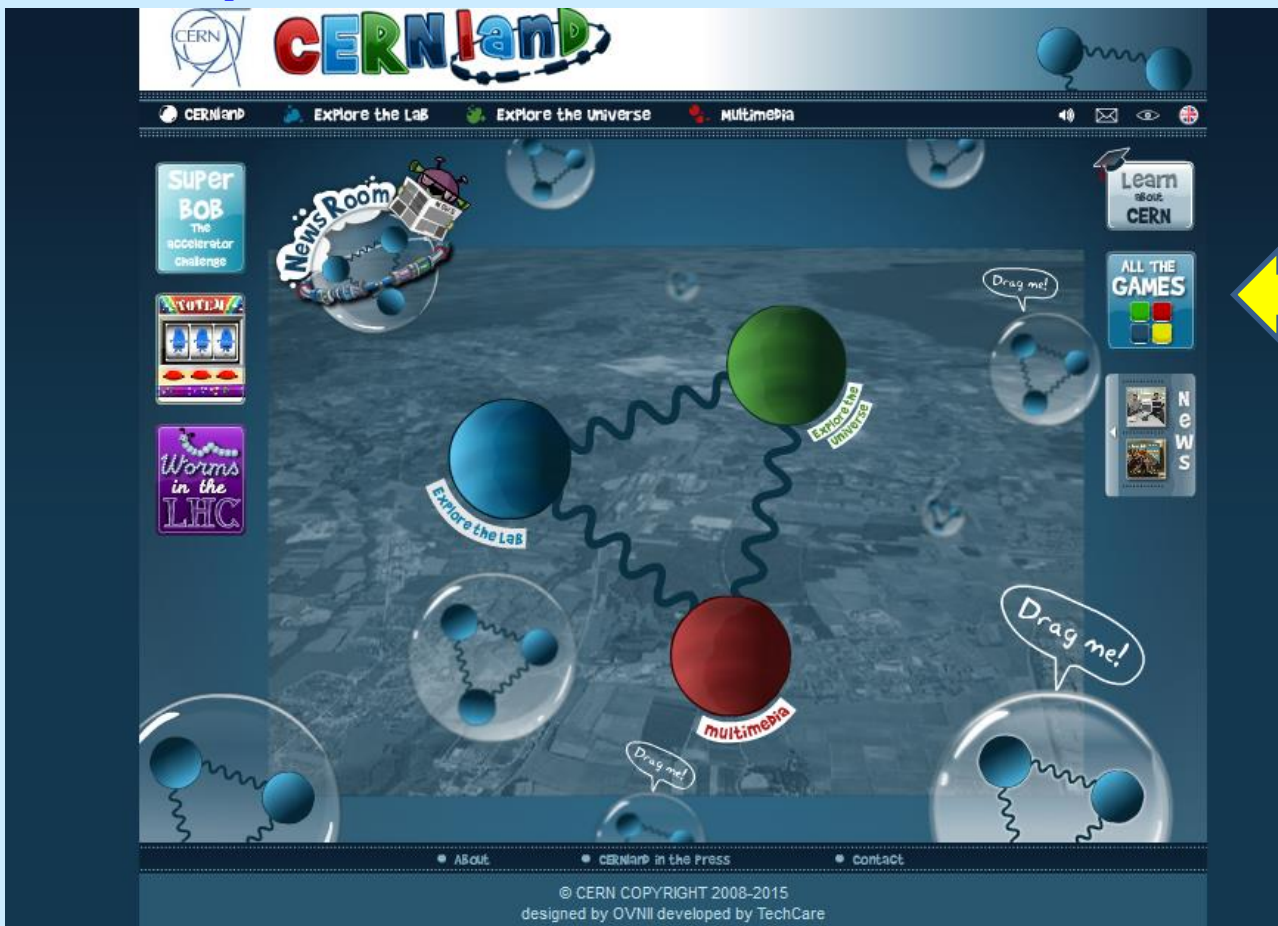 CERN
CERNland
CERNland
Explore the Lab
Explore the Universe
Multimedia
Super
BOB
The
accelerator
challenge
NewsRoom
NEWS
Learn
about
CERN
TOTEM
ALL THE
GAMES
Drag me!
Explore the
Universe
News
Worms
in the
LHC
Explore the Lab
Drag me!
multimedia
Drag me!
About
CERNland in the Press
Contact
© CERN COPYRIGHT 2008-2015
designed by OVNII developed by TechCare